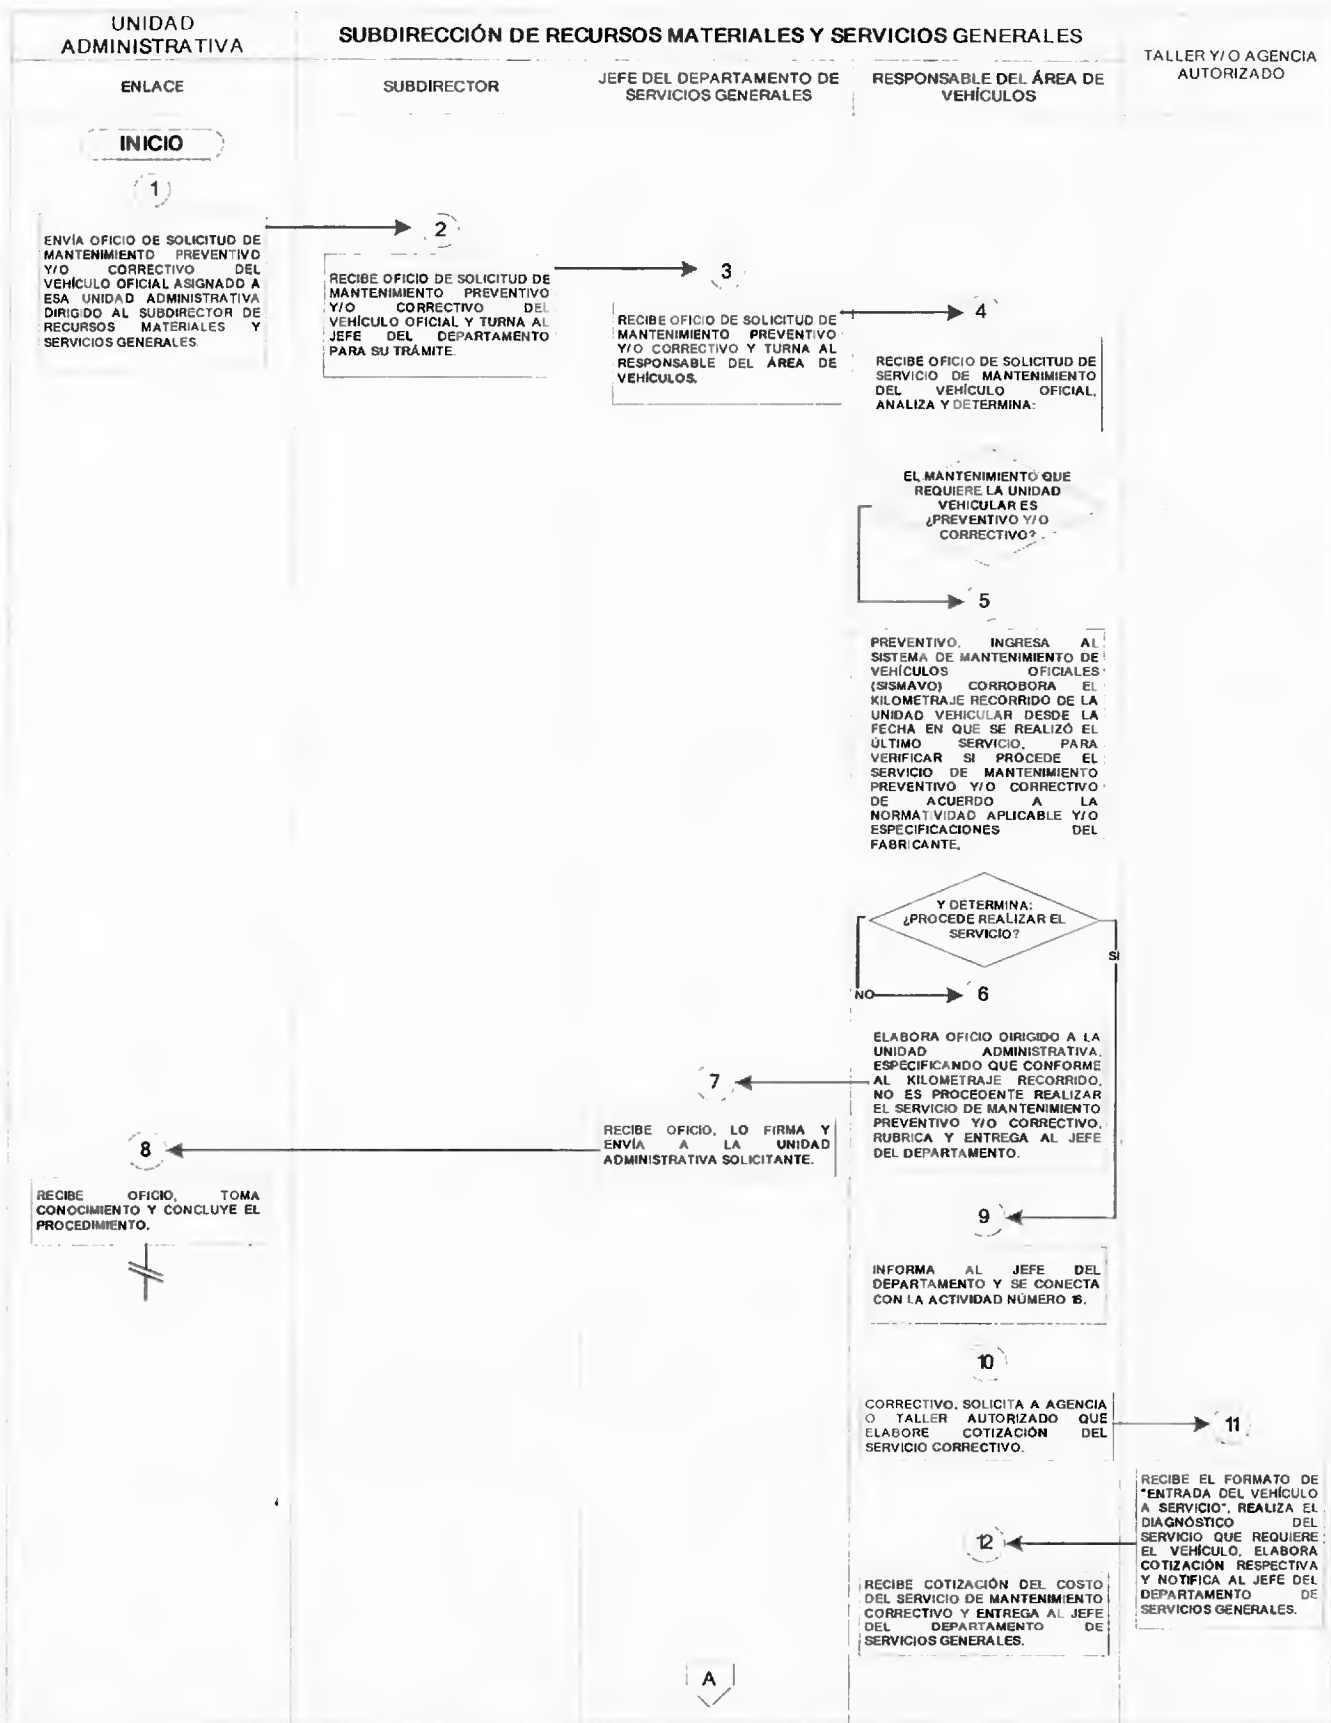 UNIDAD
ADMINISTRATIVA
SUBDIRECCIÓN DE RECURSOS MATERIALES Y SERVICIOS GENERALES
TALLER Y/O AGENCIA
AUTORIZADO
ENLACE
SUBDIRECTOR
JEFE DEL DEPARTAMENTO DE
SERVICIOS GENERALES
RESPONSABLE DEL ÁREA DE
VEHÍCULOS
INICIO
1
ENVÍA OFICIO DE SOLICITUD DE
MANTENIMIENTO PREVENTIVO
Y/O CORRECTIVO DEL
VEHÍCULO OFICIAL ASIGNADO A
ESA UNIDAD ADMINISTRATIVA
DIRIGIDO AL SUBDIRECTOR DE
RECURSOS MATERIALES Y
SERVICIOS GENERALES.
2
RECIBE OFICIO DE SOLICITUD DE
MANTENIMIENTO PREVENTIVO
Y/O CORRECTIVO DEL
VEHÍCULO OFICIAL Y TURNA AL
JEFE DEL DEPARTAMENTO
PARA SU TRÁMITE.
3
RECIBE OFICIO DE SOLICITUD DE
MANTENIMIENTO PREVENTIVO
Y/O CORRECTIVO Y TURNA AL
RESPONSABLE DEL ÁREA DE
VEHÍCULOS.
4
RECIBE OFICIO DE SOLICITUD DE
SERVICIO DE MANTENIMIENTO
DEL VEHÍCULO OFICIAL,
ANALIZA Y DETERMINA:
EL MANTENIMIENTO QUE
REQUIERE LA UNIDAD
VEHICULAR ES
¿PREVENTIVO Y/O
CORRECTIVO?
5
PREVENTIVO, INGRESA AL
SISTEMA DE MANTENIMIENTO DE
VEHÍCULOS OFICIALES
(SISMAVO) CORROBORA EL
KILOMETRAJE RECORRIDO DE LA
UNIDAD VEHICULAR DESDE LA
FECHA EN QUE SE REALIZÓ EL
ÚLTIMO SERVICIO, PARA
VERIFICAR SI PROCEDE EL
SERVICIO DE MANTENIMIENTO
PREVENTIVO Y/O CORRECTIVO
DE ACUERDO A LA
NORMATIVIDAD APLICABLE Y/O
ESPECIFICACIONES DEL
FABRICANTE.
Y DETERMINA:
¿PROCEDE REALIZAR EL
SERVICIO?
SI
NO
6
ELABORA OFICIO DIRIGIDO A LA
UNIDAD ADMINISTRATIVA,
ESPECIFICANDO QUE CONFORME
AL KILOMETRAJE RECORRIDO,
NO ES PROCEDENTE REALIZAR
EL SERVICIO DE MANTENIMIENTO
PREVENTIVO Y/O CORRECTIVO,
RUBRICA Y ENTREGA AL JEFE
DEL DEPARTAMENTO.
7
RECIBE OFICIO, LO FIRMA Y
ENVÍA A LA UNIDAD
ADMINISTRATIVA SOLICITANTE.
8
RECIBE OFICIO, TOMA
CONOCIMIENTO Y CONCLUYE EL
PROCEDIMIENTO.
9
INFORMA AL JEFE DEL
DEPARTAMENTO Y SE CONECTA
CON LA ACTIVIDAD NÚMERO 16.
10
CORRECTIVO, SOLICITA A AGENCIA
O TALLER AUTORIZADO QUE
ELABORE COTIZACIÓN DEL
SERVICIO CORRECTIVO.
11
RECIBE EL FORMATO DE
"ENTRADA DEL VEHÍCULO
A SERVICIO", REALIZA EL
DIAGNÓSTICO DEL
SERVICIO QUE REQUIERE
EL VEHÍCULO, ELABORA
COTIZACIÓN RESPECTIVA
Y NOTIFICA AL JEFE DEL
DEPARTAMENTO DE
SERVICIOS GENERALES.
12
RECIBE COTIZACIÓN DEL COSTO
DEL SERVICIO DE MANTENIMIENTO
CORRECTIVO Y ENTREGA AL JEFE
DEL DEPARTAMENTO DE
SERVICIOS GENERALES.
A